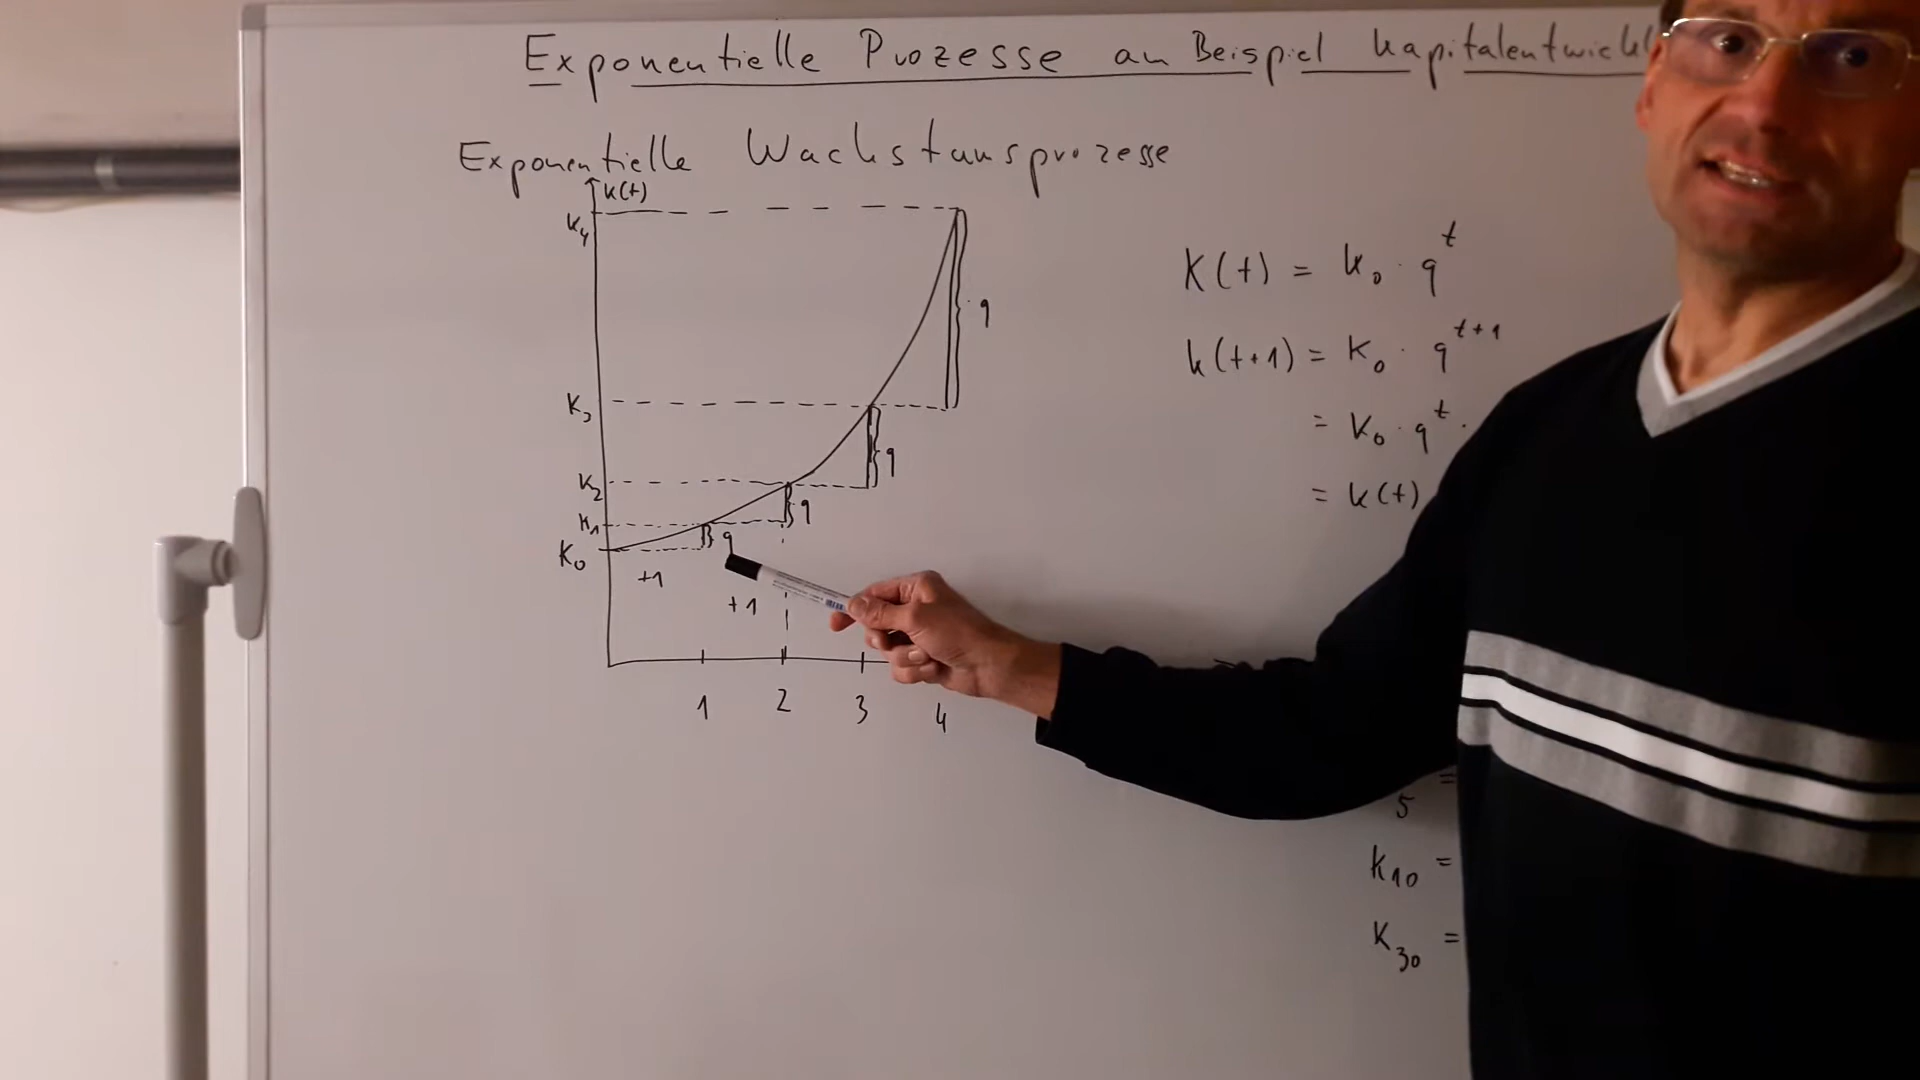 Exponentielle Prozesse am Beispiel Kapitalentwickl
Exponentielle Wachstumsprozesse
K(t)
K₄
K(t) = K₀ · q^t
q
K(t+1) = K₀ · q^(t+1)
K₃
= K₀ · q^t ·
q
K₂
= K(t)
q
K₁
q
K₀
+1
+1
1 2 3 4
=
5
K₁₀ =
K₃₀ =